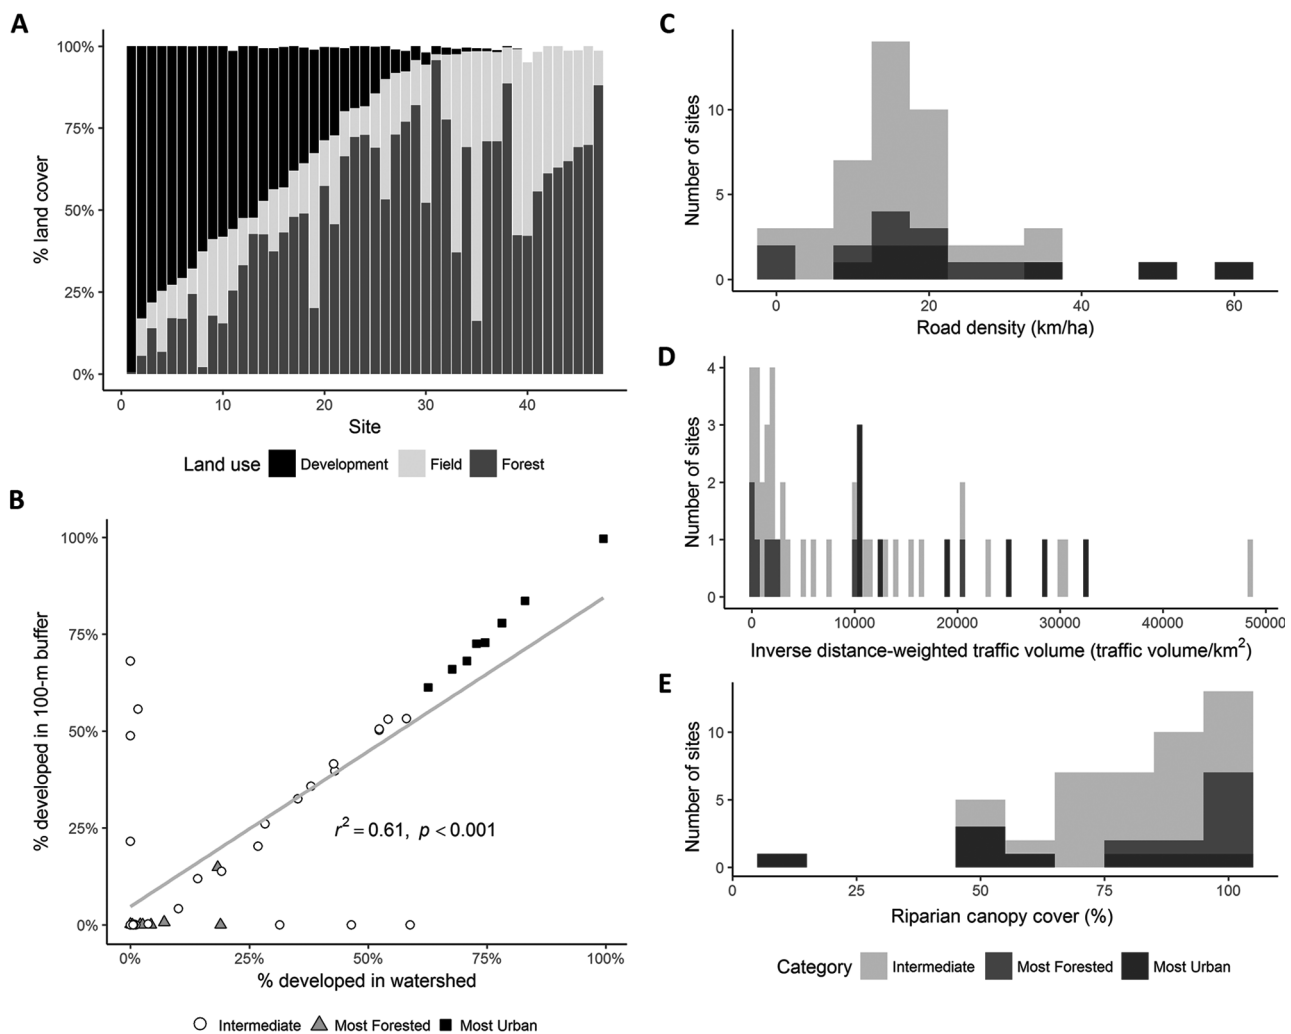 A
100%
75%
50%
25%
0%
% land cover
0 10 20 30 40
Site
Land use Development Field Forest
B
100%
75%
50%
25%
0%
% developed in 100-m buffer
r² = 0.61, p < 0.001
0% 25% 50% 75% 100%
% developed in watershed
Intermediate Most Forested Most Urban
C
10
5
0
Number of sites
0 20 40 60
Road density (km/ha)
D
4
3
2
1
0
Number of sites
0 10000 20000 30000 40000 50000
Inverse distance-weighted traffic volume (traffic volume/km²)
E
10
5
0
Number of sites
0 25 50 75 100
Riparian canopy cover (%)
Category Intermediate Most Forested Most Urban